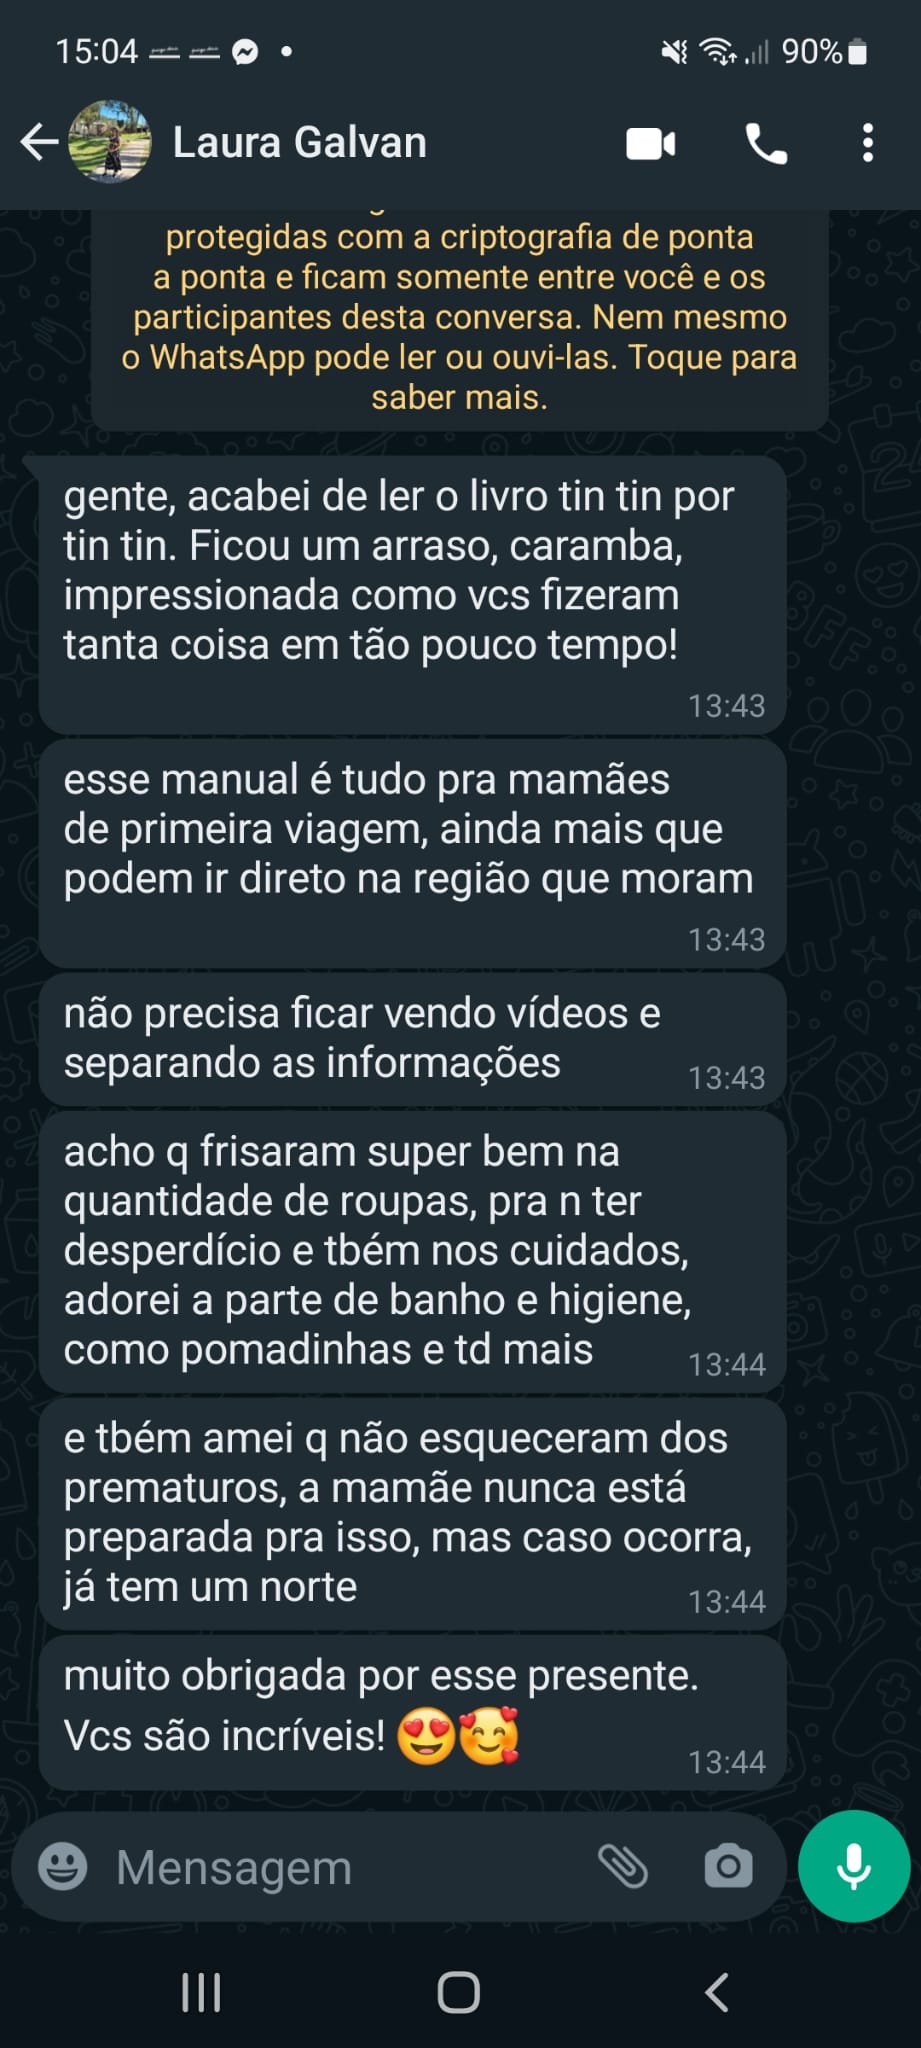 15:04
90%
Laura Galvan
protegidas com a criptografia de ponta
a ponta e ficam somente entre você e os
participantes desta conversa. Nem mesmo
o WhatsApp pode ler ou ouvi-las. Toque para
saber mais.
gente, acabei de ler o livro tin tin por
tin tin. Ficou um arraso, caramba,
impressionada como vcs fizeram
tanta coisa em tão pouco tempo!
13:43
esse manual é tudo pra mamães
de primeira viagem, ainda mais que
podem ir direto na região que moram
13:43
não precisa ficar vendo vídeos e
separando as informações
13:43
acho q frisaram super bem na
quantidade de roupas, pra n ter
desperdício e tbém nos cuidados,
adorei a parte de banho e higiene,
como pomadinhas e td mais
13:44
e tbém amei q não esqueceram dos
prematuros, a mamãe nunca está
preparada pra isso, mas caso ocorra,
já tem um norte
13:44
muito obrigada por esse presente.
Vcs são incríveis! 😍🥰
13:44
Mensagem